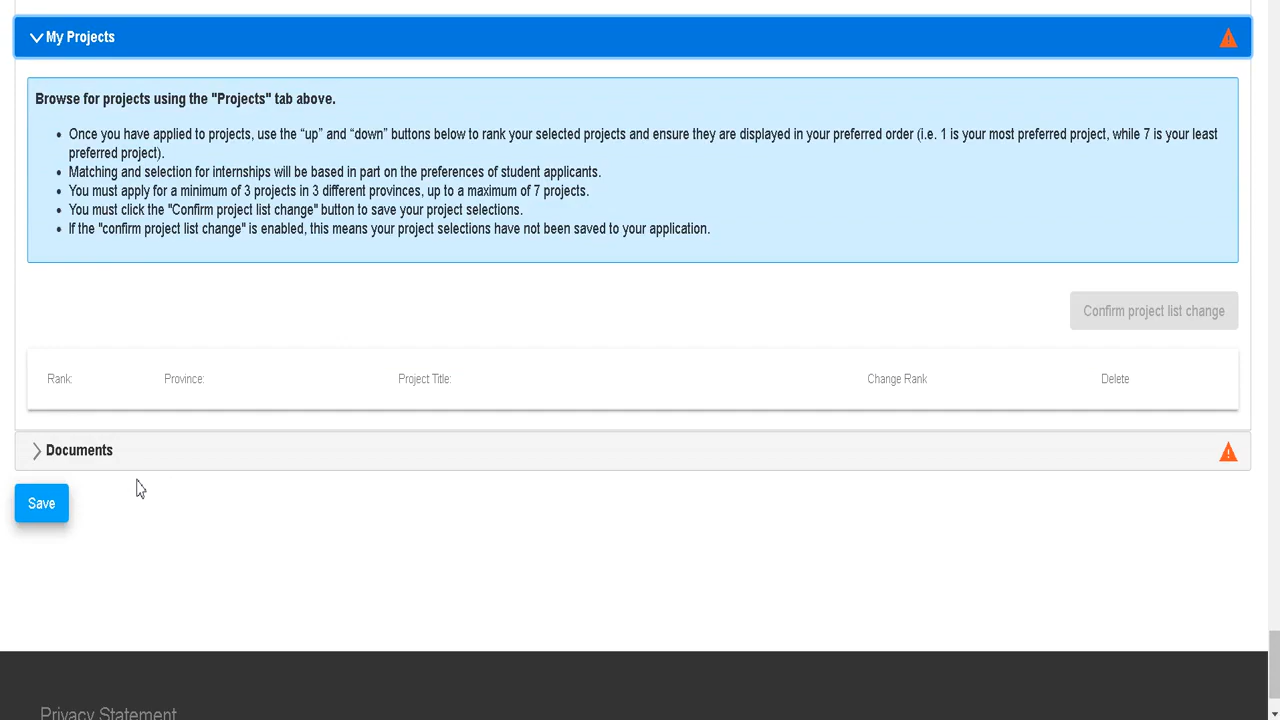 My Projects
Browse for projects using the "Projects" tab above.
Once you have applied to projects, use the “up” and “down” buttons below to rank your selected projects and ensure they are displayed in your preferred order (i.e. 1 is your most preferred project, while 7 is your least
preferred project).
Matching and selection for internships will be based in part on the preferences of student applicants.
You must apply for a minimum of 3 projects in 3 different provinces, up to a maximum of 7 projects.
You must click the "Confirm project list change" button to save your project selections.
If the "confirm project list change" is enabled, this means your project selections have not been saved to your application.
Confirm project list change
Rank: Province: Project Title: Change Rank Delete
Documents
Save
Privacy Statement